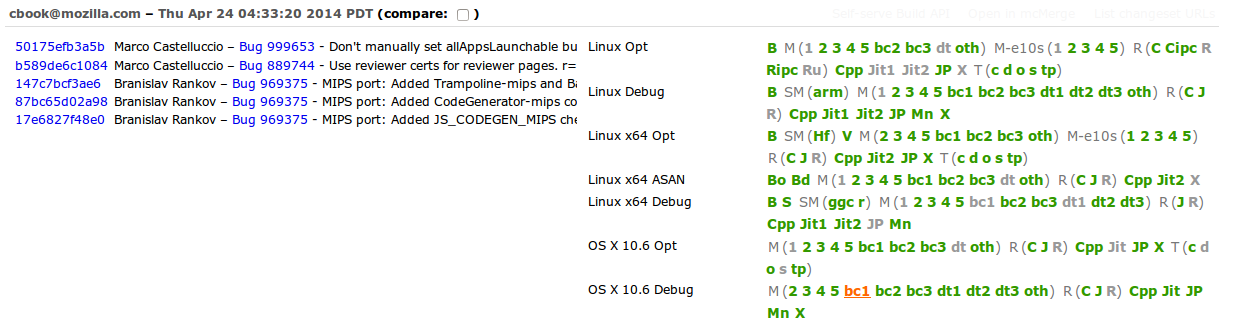 cbook@mozilla.com – Thu Apr 24 04:33:20 2014 PDT (compare: )
Self-serve Build API Open in mcMerge List changeset URLs
50175efb3a5b Marco Castelluccio – Bug 999653 - Don't manually set allAppsLaunchable bu
b589de6c1084 Marco Castelluccio – Bug 889744 - Use reviewer certs for reviewer pages. r=
147c7bcf3ae6 Branislav Rankov – Bug 969375 - MIPS port: Added Trampoline-mips and Ba
87bc65d02a98 Branislav Rankov – Bug 969375 - MIPS port: Added CodeGenerator-mips co
17e6827f48e0 Branislav Rankov – Bug 969375 - MIPS port: Added JS_CODEGEN_MIPS che
Linux Opt B M (1 2 3 4 5 bc2 bc3 dt oth) M-e10s (1 2 3 4 5) R (C Cipc R
Ripc Ru) Cpp Jit1 Jit2 JP X T (c d o s tp)
Linux Debug B SM (arm) M (1 2 3 4 5 bc1 bc2 bc3 dt1 dt2 dt3 oth) R (C J
R) Cpp Jit1 Jit2 JP Mn X
Linux x64 Opt B SM (Hf) V M (2 3 4 5 bc1 bc2 bc3 oth) M-e10s (1 2 3 4 5)
R (C J R) Cpp Jit2 JP X T (c d o s tp)
Linux x64 ASAN Bo Bd M (1 2 3 4 5 bc1 bc2 bc3 dt oth) R (C J R) Cpp Jit2 X
Linux x64 Debug B S SM (ggc r) M (1 2 3 4 5 bc1 bc2 bc3 dt1 dt2 dt3) R (J R)
Cpp Jit1 Jit2 JP Mn
OS X 10.6 Opt M (1 2 3 4 5 bc1 bc2 bc3 dt oth) R (C J R) Cpp Jit JP X T (c d
o s tp)
OS X 10.6 Debug M (2 3 4 5 bc1 bc2 bc3 dt1 dt2 dt3 oth) R (C J R) Cpp Jit JP
Mn X